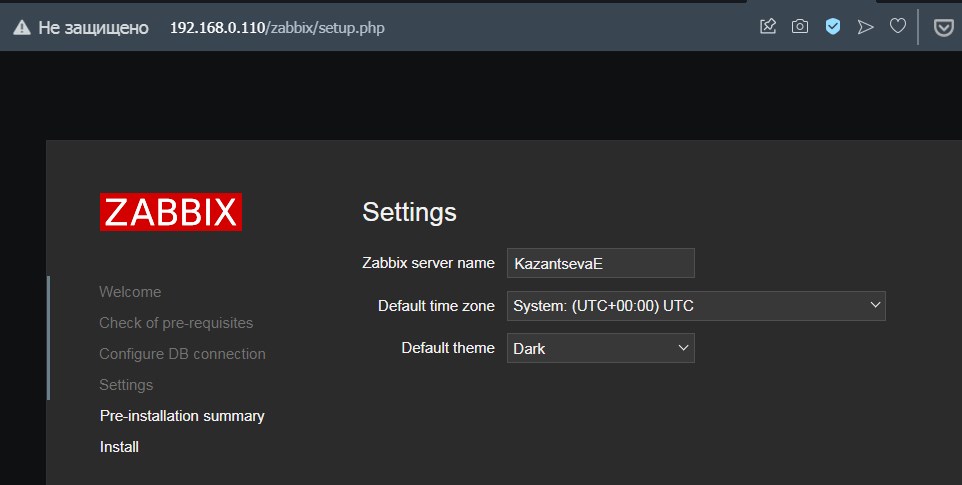 Не защищено 192.168.0.110/zabbix/setup.php
ZABBIX
Welcome
Check of pre-requisites
Configure DB connection
Settings
Pre-installation summary
Install
Settings
Zabbix server name KazantsevaE
Default time zone System: (UTC+00:00) UTC
Default theme Dark